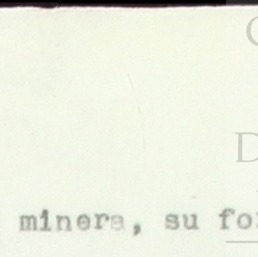 minera, su fo